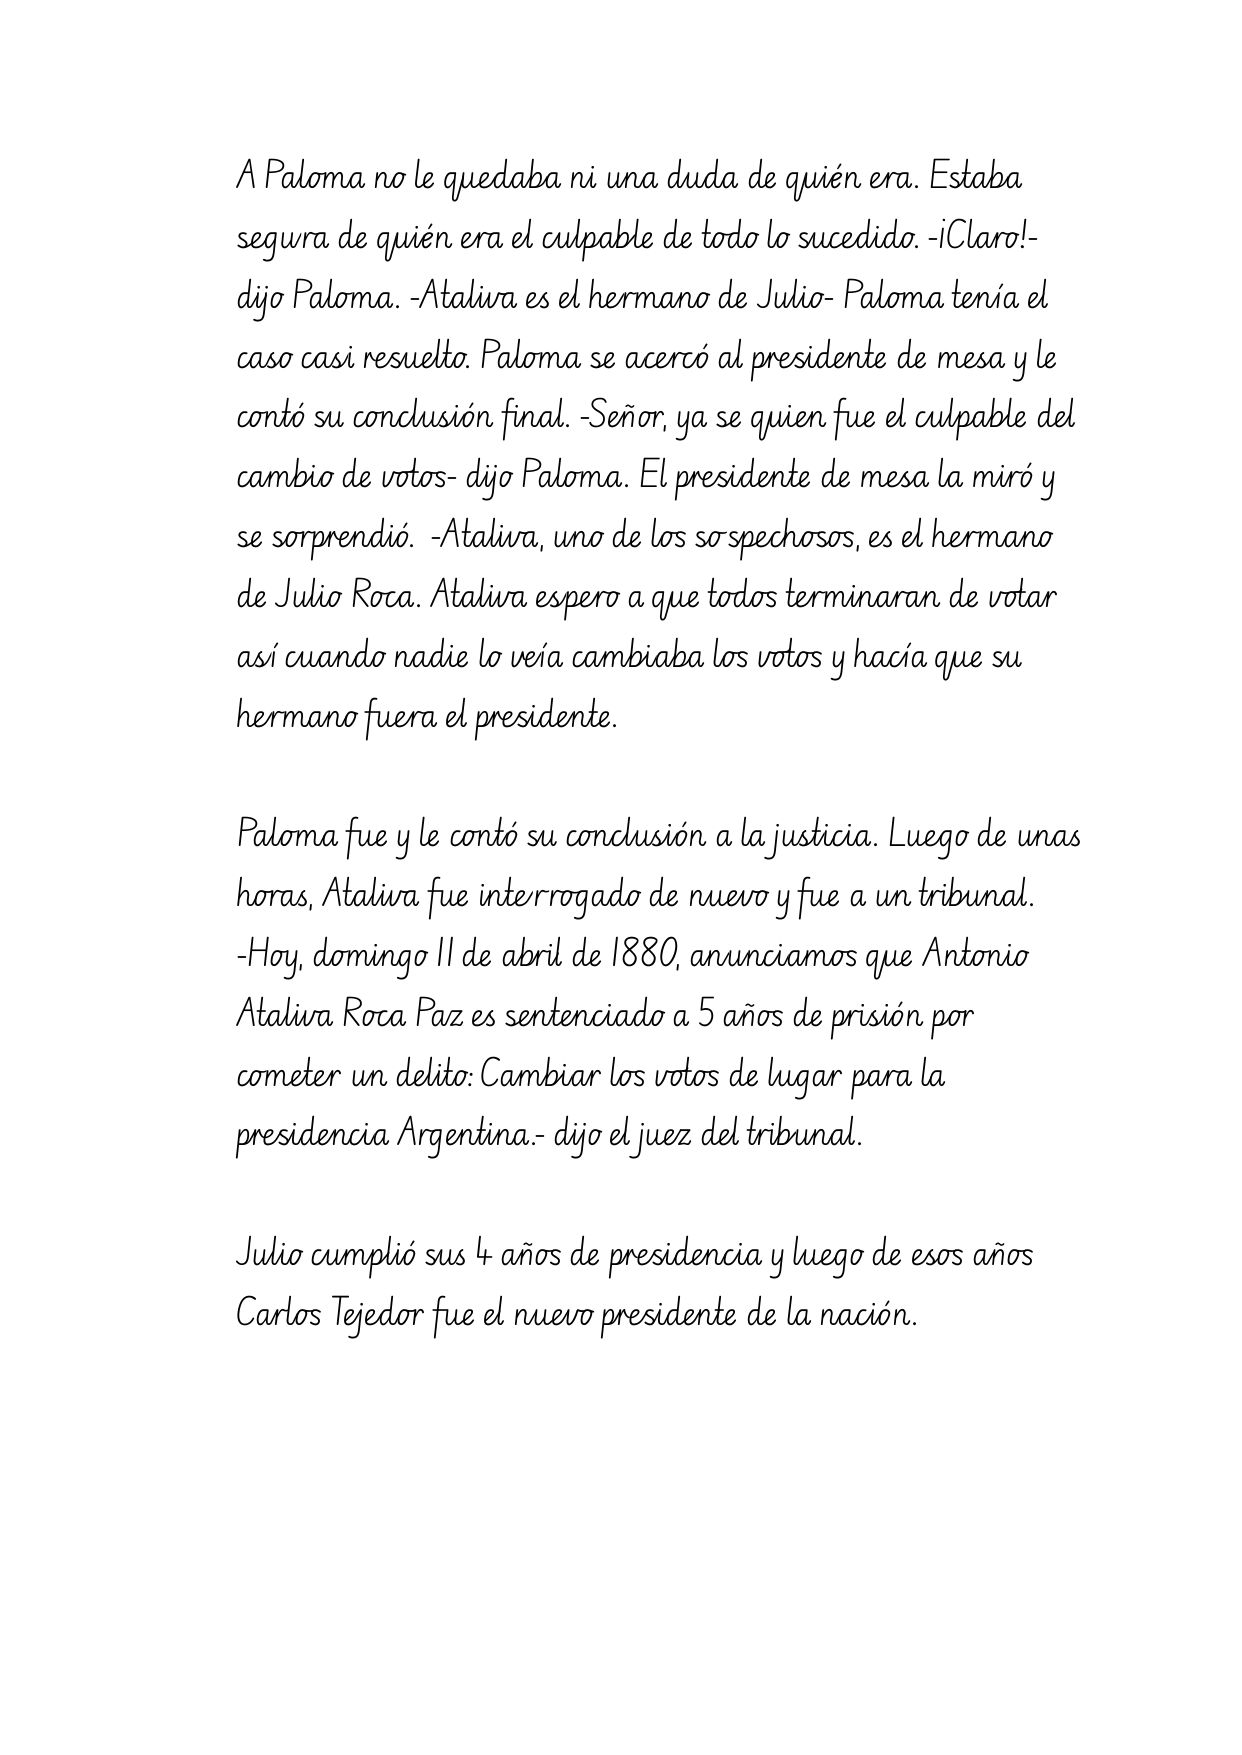 A Paloma no le quedaba ni una duda de quién era. Estaba
segura de quién era el culpable de todo lo sucedido. -¡Claro!-
dijo Paloma. -Ataliva es el hermano de Julio- Paloma tenía el
caso casi resuelto. Paloma se acercó al presidente de mesa y le
contó su conclusión final. -Señor, ya se quien fue el culpable del
cambio de votos- dijo Paloma. El presidente de mesa la miró y
se sorprendió. -Ataliva, uno de los sospechosos, es el hermano
de Julio Roca. Ataliva espero a que todos terminaran de votar
así cuando nadie lo veía cambiaba los votos y hacía que su
hermano fuera el presidente.

Paloma fue y le contó su conclusión a la justicia. Luego de unas
horas, Ataliva fue interrogado de nuevo y fue a un tribunal.
-Hoy, domingo 11 de abril de 1880, anunciamos que Antonio
Ataliva Roca Paz es sentenciado a 5 años de prisión por
cometer un delito: Cambiar los votos de lugar para la
presidencia Argentina.- dijo el juez del tribunal.

Julio cumplió sus 4 años de presidencia y luego de esos años
Carlos Tejedor fue el nuevo presidente de la nación.